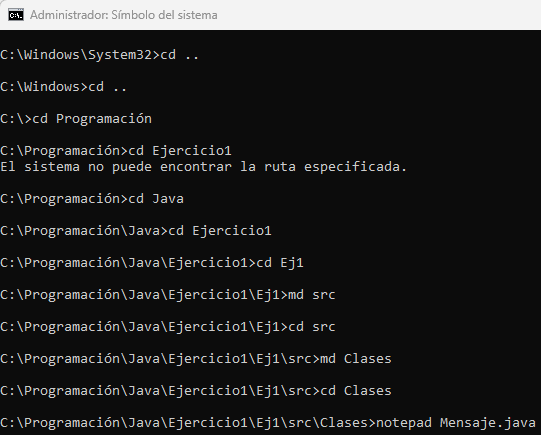 Administrador: Símbolo del sistema
C:\Windows\System32>cd ..
C:\Windows>cd ..
C:\>cd Programación
C:\Programación>cd Ejercicio1
El sistema no puede encontrar la ruta especificada.
C:\Programación>cd Java
C:\Programación\Java>cd Ejercicio1
C:\Programación\Java\Ejercicio1>cd Ej1
C:\Programación\Java\Ejercicio1\Ej1>md src
C:\Programación\Java\Ejercicio1\Ej1>cd src
C:\Programación\Java\Ejercicio1\Ej1\src>md Clases
C:\Programación\Java\Ejercicio1\Ej1\src>cd Clases
C:\Programación\Java\Ejercicio1\Ej1\src\Clases>notepad Mensaje.java